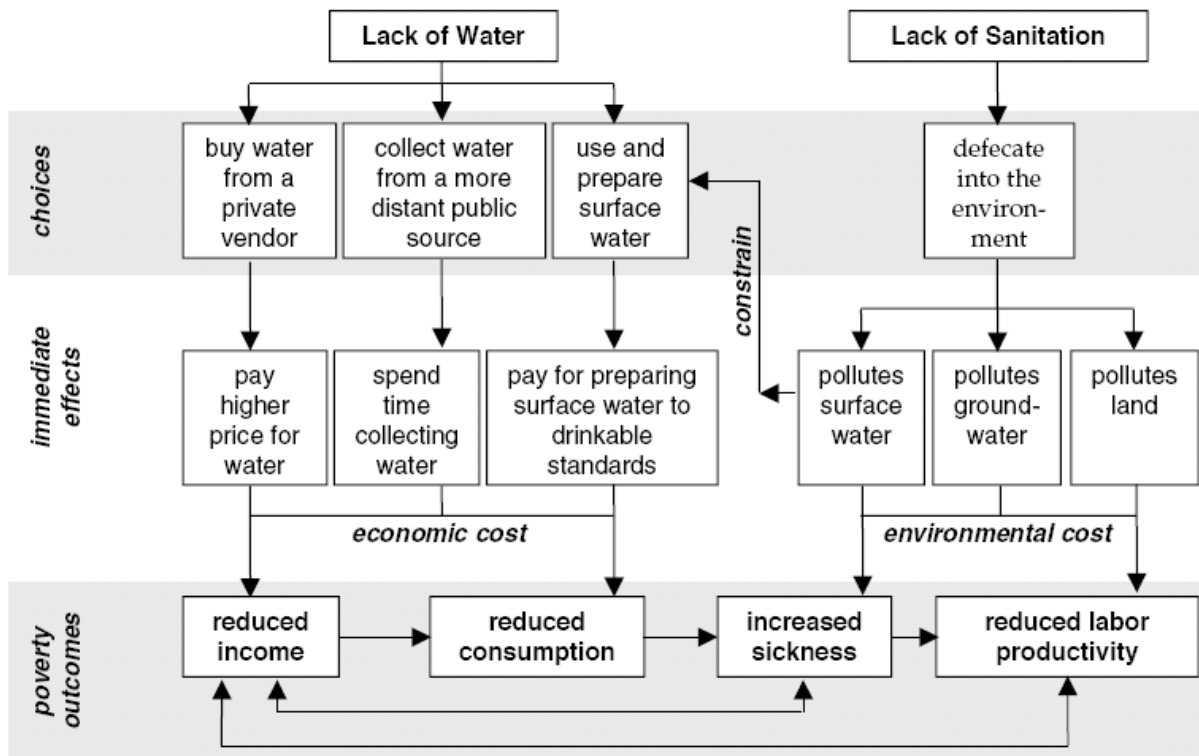 Lack of Water
Lack of Sanitation
choices
buy water
from a
private
vendor
collect water
from a more
distant public
source
use and
prepare
surface
water
defecate
into the
environ-
ment
constrain
immediate
effects
pay
higher
price for
water
spend
time
collecting
water
pay for preparing
surface water to
drinkable
standards
pollutes
surface
water
pollutes
ground-
water
pollutes
land
economic cost
environmental cost
poverty
outcomes
reduced
income
reduced
consumption
increased
sickness
reduced labor
productivity